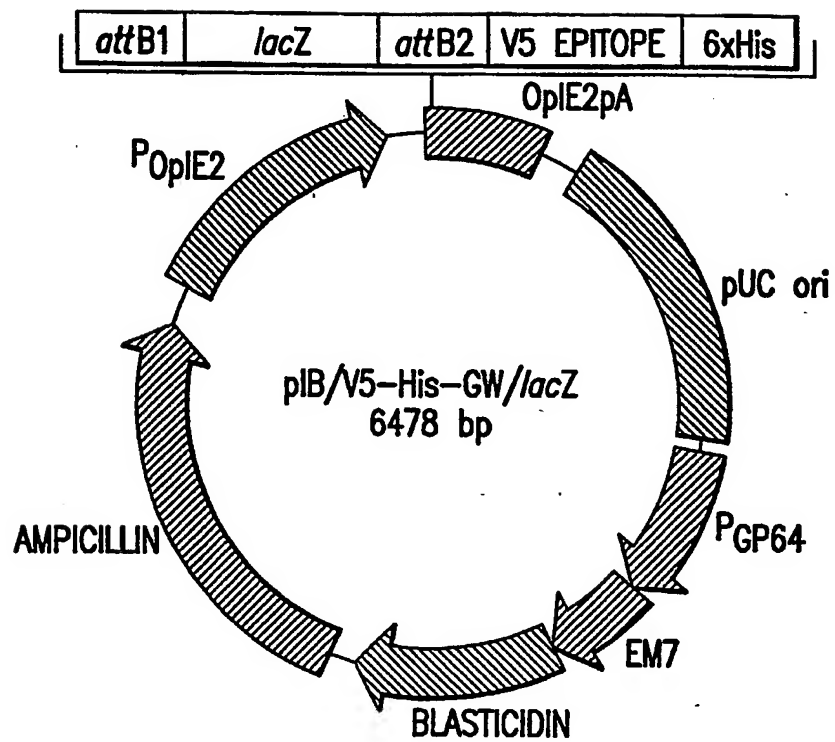 attB1 lacZ attB2 V5 EPITOPE 6xHis
OpIE2pA
POpIE2
pUC ori
pIB/V5-His-GW/lacZ
6478 bp
AMPICILLIN
PGP64
EM7
BLASTICIDIN